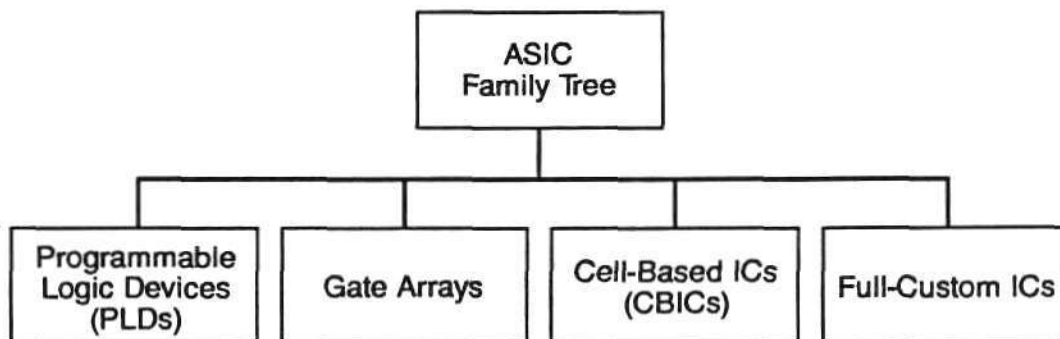 ASIC
Family Tree
Programmable
Logic Devices
(PLDs)
Gate Arrays
Cell-Based ICs
(CBICs)
Full-Custom ICs